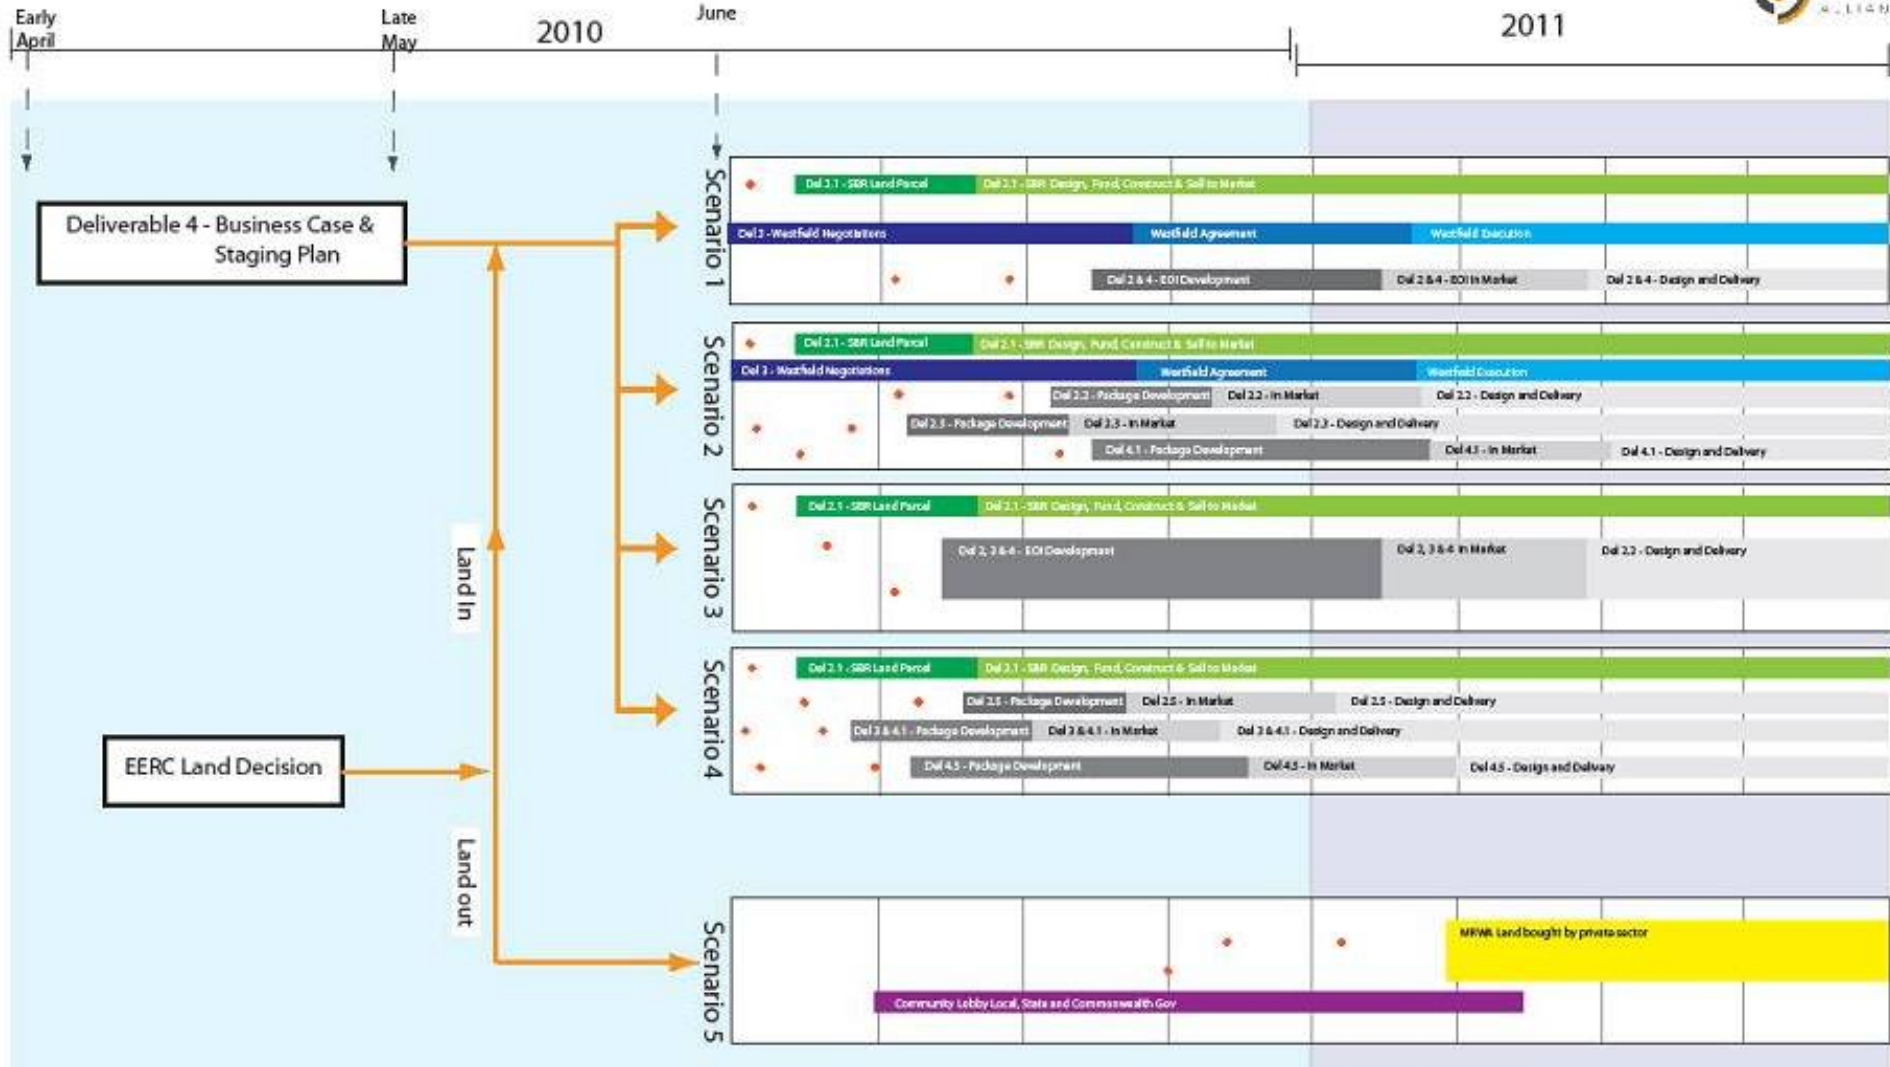 Early
April
Late
May
2010
June
2011
Deliverable 4 - Business Case &
Staging Plan
EERC Land Decision
Land In
Land out
Scenario 1
Del 2.1 - SBR Land Parcel
Del 2.1 - SBR Design, Fund, Construct & Sell to Market
Del 3 - Westfield Negotiations
Westfield Agreement
Westfield Execution
Del 2 & 4 - EOI Development
Del 2 & 4 - EOI In Market
Del 2 & 4 - Design and Delivery
Scenario 2
Del 2.1 - SBR Land Parcel
Del 2.1 - SBR Design, Fund, Construct & Sell to Market
Del 3 - Westfield Negotiations
Westfield Agreement
Westfield Execution
Del 2.2 - Package Development
Del 2.2 - In Market
Del 2.2 - Design and Delivery
Del 2.3 - Package Development
Del 2.3 - In Market
Del 2.3 - Design and Delivery
Del 4.1 - Package Development
Del 4.1 - In Market
Del 4.1 - Design and Delivery
Scenario 3
Del 2.1 - SBR Land Parcel
Del 2.1 - SBR Design, Fund, Construct & Sell to Market
Del 2, 3 & 4 - EOI Development
Del 2, 3 & 4 In Market
Del 2.2 - Design and Delivery
Scenario 4
Del 2.1 - SBR Land Parcel
Del 2.1 - SBR Design, Fund, Construct & Sell to Market
Del 2.5 - Package Development
Del 2.5 - In Market
Del 2.5 - Design and Delivery
Del 3 & 4.1 - Package Development
Del 3 & 4.1 - In Market
Del 3 & 4.1 - Design and Delivery
Del 4.5 - Package Development
Del 4.5 - In Market
Del 4.5 - Design and Delivery
Scenario 5
MRWA Land bought by private sector
Community Lobby Local, State and Commonwealth Gov